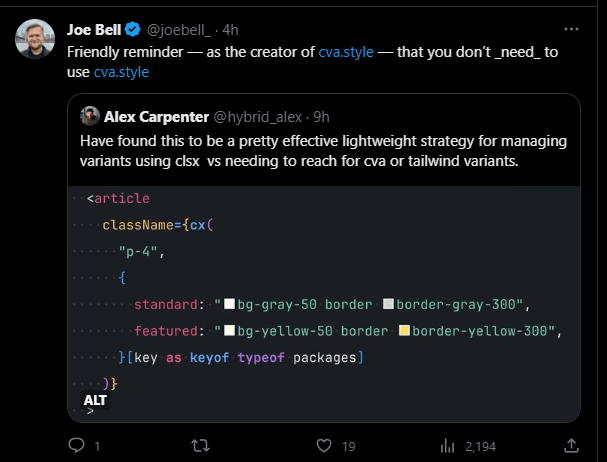 Joe Bell @joebell_ · 4h
Friendly reminder — as the creator of cva.style — that you don't _need_ to
use cva.style
Alex Carpenter @hybrid_alex · 9h
Have found this to be a pretty effective lightweight strategy for managing
variants using clsx vs needing to reach for cva or tailwind variants.
<article
className={cx(
"p-4",
{
standard: "bg-gray-50 border border-gray-300",
featured: "bg-yellow-50 border border-yellow-300",
}[key as keyof typeof packages]
)}
ALT
>
1
19
2,194